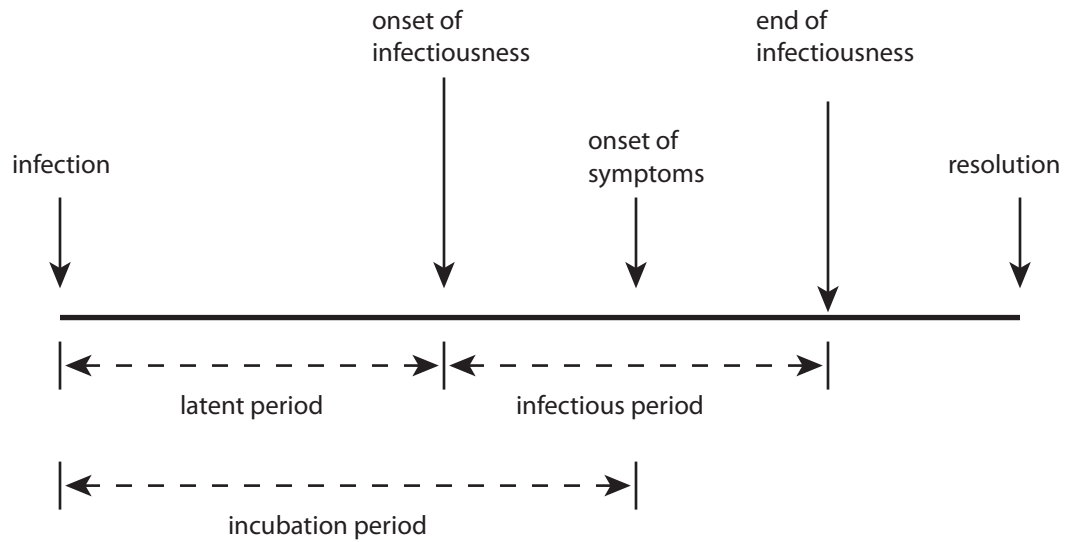 onset of
infectiousness
end of
infectiousness
onset of
symptoms
infection
resolution
latent period
infectious period
incubation period